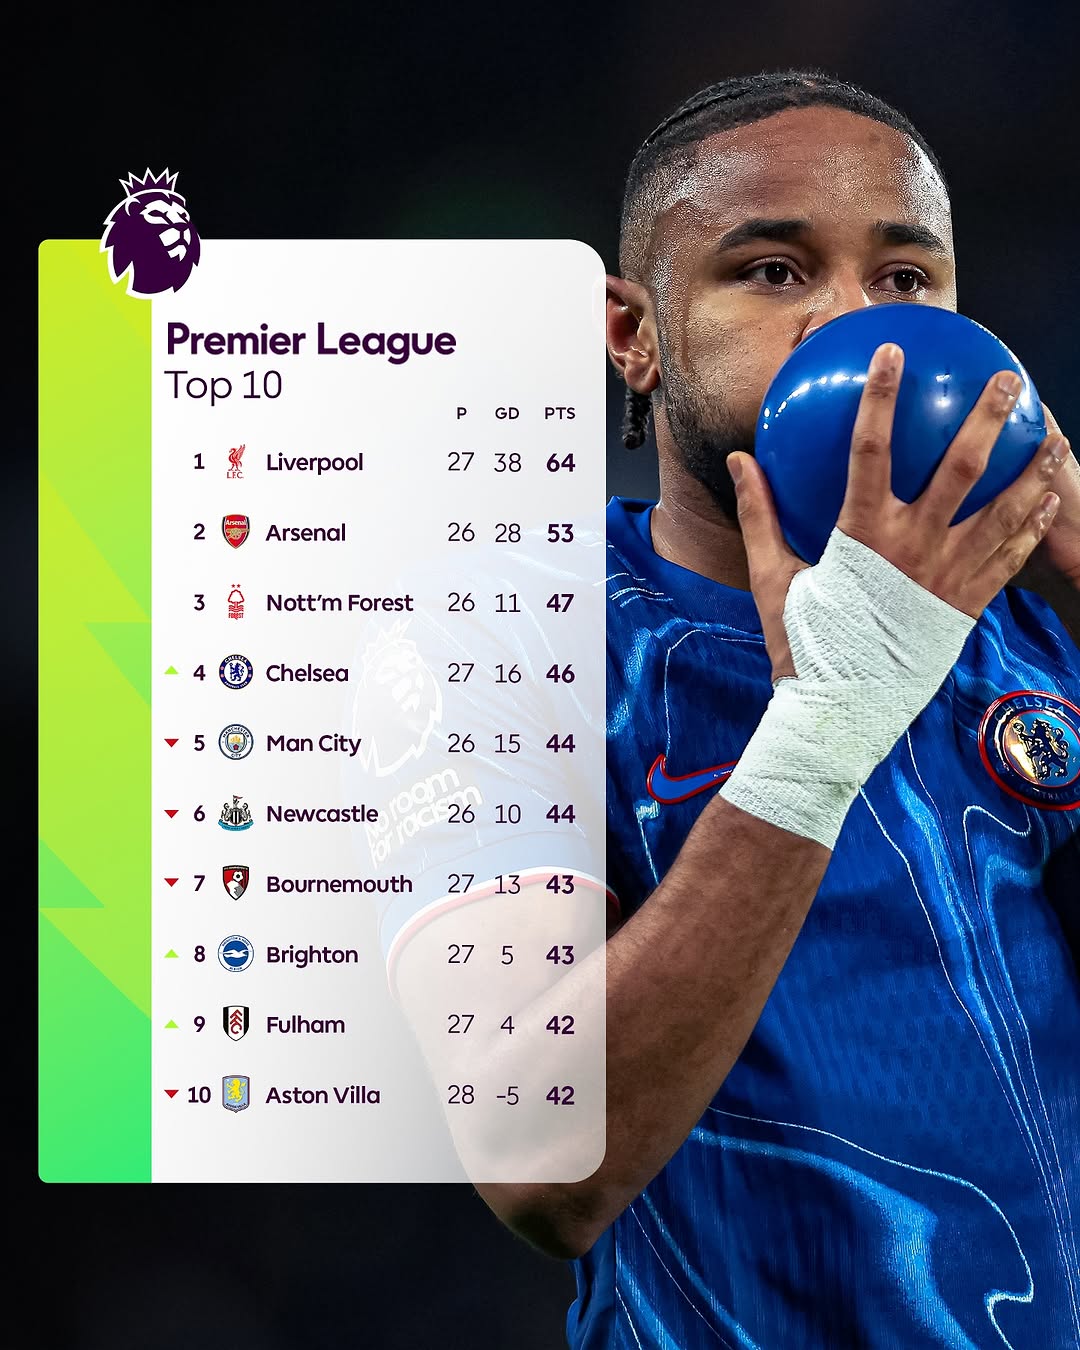 Premier League
Top 10
P GD PTS
1 L.F.C. Liverpool 27 38 64
2 Arsenal Arsenal 26 28 53
3 FOREST Nott'm Forest 26 11 47
4 Chelsea 27 16 46
5 Man City 26 15 44
6 Newcastle 26 10 44
7 Bournemouth 27 13 43
8 Brighton 27 5 43
9 Fulham 27 4 42
10 Aston Villa 28 -5 42
No room
for racism
CHELSEA